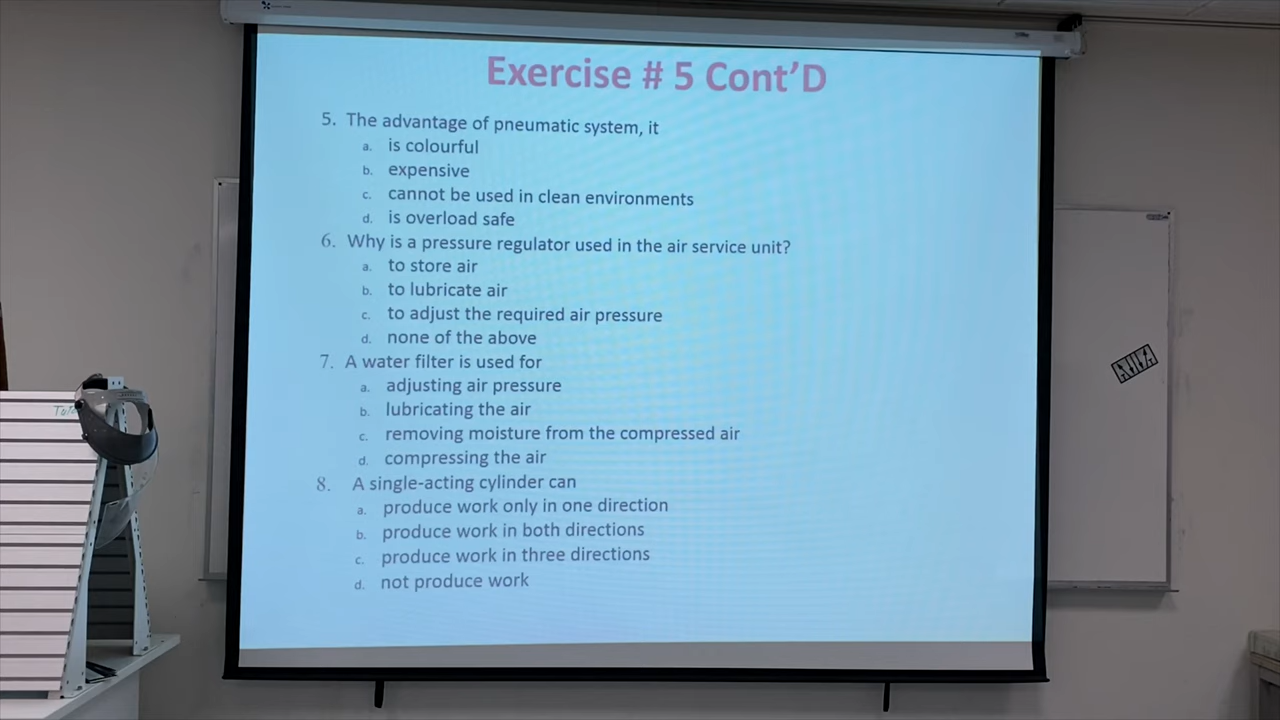 Exercise # 5 Cont'D
5. The advantage of pneumatic system, it
a. is colourful
b. expensive
c. cannot be used in clean environments
d. is overload safe
6. Why is a pressure regulator used in the air service unit?
a. to store air
b. to lubricate air
c. to adjust the required air pressure
d. none of the above
7. A water filter is used for
a. adjusting air pressure
b. lubricating the air
c. removing moisture from the compressed air
d. compressing the air
8. A single-acting cylinder can
a. produce work only in one direction
b. produce work in both directions
c. produce work in three directions
d. not produce work